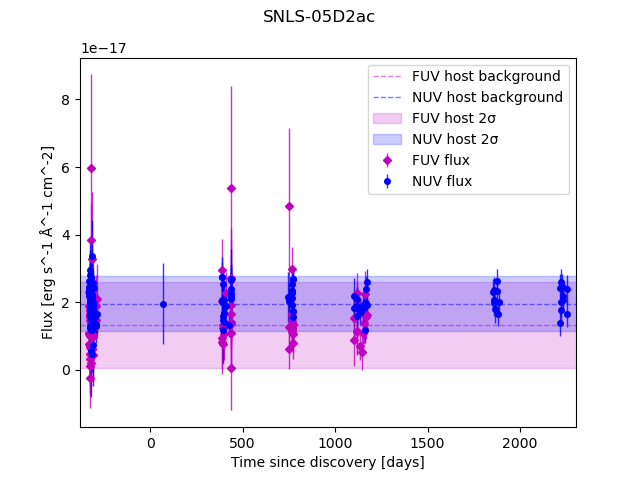 SNLS-05D2ac
1e−17
FUV host background
NUV host background
FUV host 2σ
NUV host 2σ
FUV flux
NUV flux
8
6
4
2
0
Flux [erg s^-1 Å^-1 cm^-2]
0 500 1000 1500 2000
Time since discovery [days]